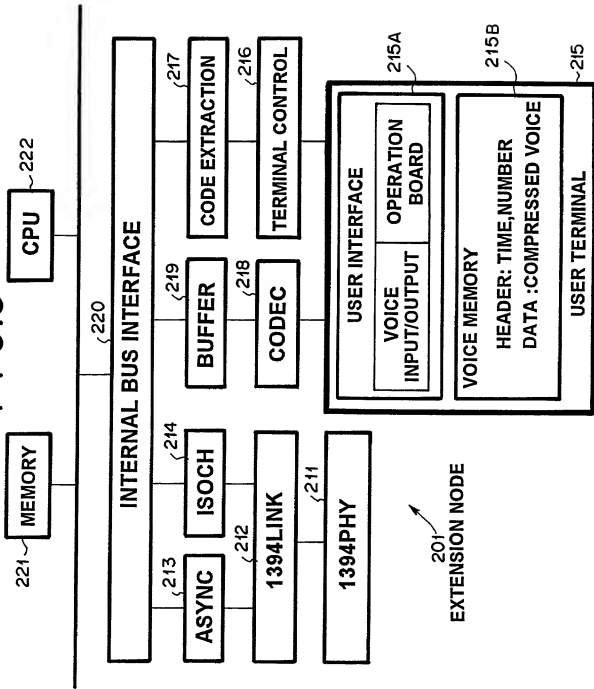 221
MEMORY
CPU
222
220
INTERNAL BUS INTERFACE
213
ASYNC
214
ISOCH
219
BUFFER
217
CODE EXTRACTION
212
1394LINK
218
CODEC
216
TERMINAL CONTROL
211
1394PHY
215A
USER INTERFACE
VOICE
INPUT/OUTPUT
OPERATION
BOARD
215B
VOICE MEMORY
HEADER: TIME,NUMBER
DATA :COMPRESSED VOICE
USER TERMINAL
215
201
EXTENSION NODE